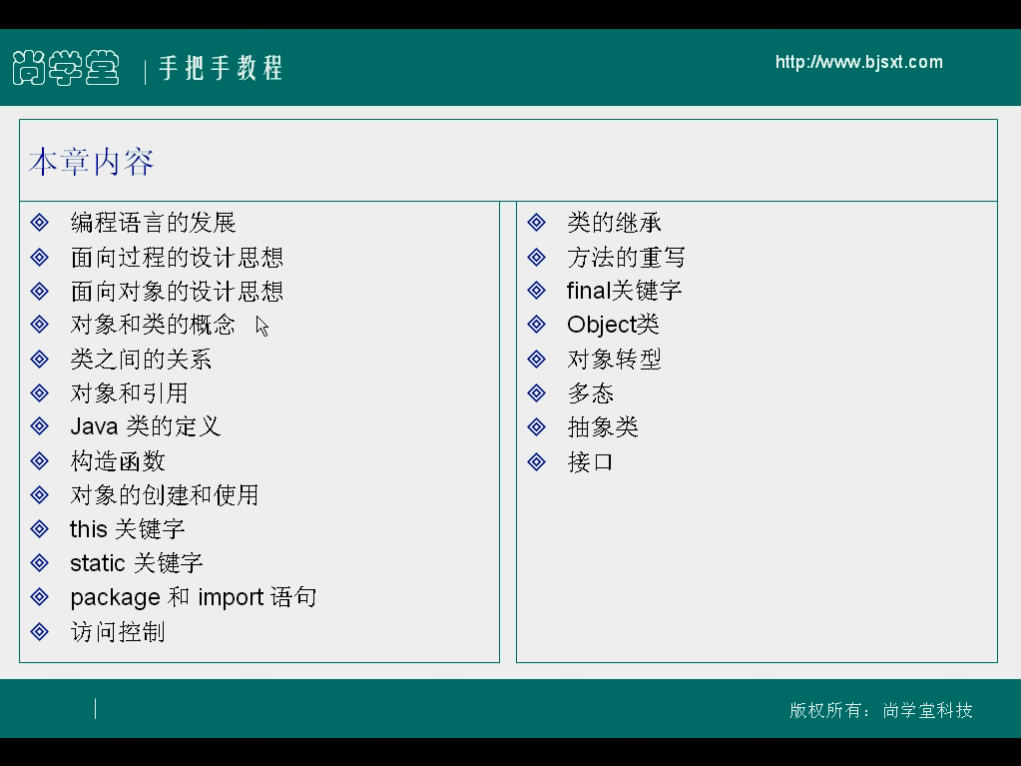 尚学堂 | 手把手教程
http://www.bjsxt.com
本章内容
编程语言的发展
面向过程的设计思想
面向对象的设计思想
对象和类的概念
类之间的关系
对象和引用
Java 类的定义
构造函数
对象的创建和使用
this 关键字
static 关键字
package 和 import 语句
访问控制
类的继承
方法的重写
final关键字
Object类
对象转型
多态
抽象类
接口
版权所有：尚学堂科技